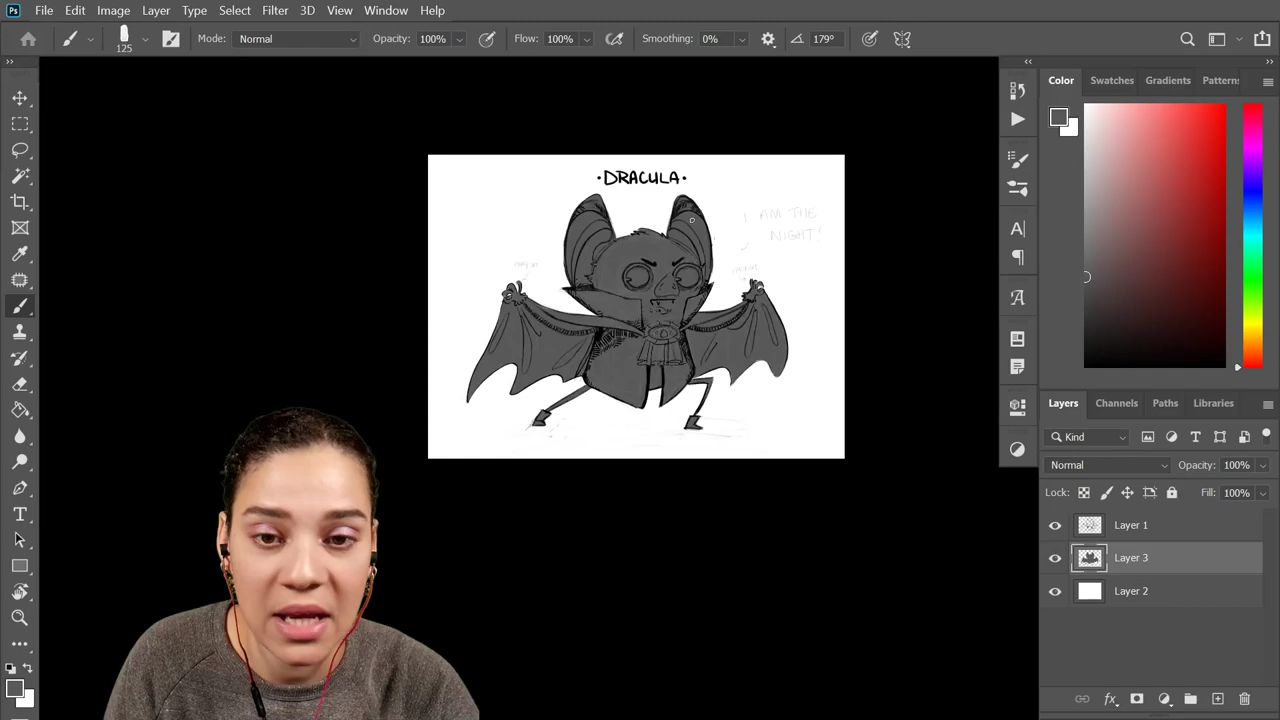 Ps File Edit Image Layer Type Select Filter 3D View Window Help
125 Mode: Normal Opacity: 100% Flow: 100% Smoothing: 0% 179°
Color Swatches Gradients Patterns
·DRACULA·
I AM THE
NIGHT!
Layers Channels Paths Libraries
Kind
Normal Opacity: 100%
Lock: Fill: 100%
Layer 1
Layer 3
Layer 2
fx